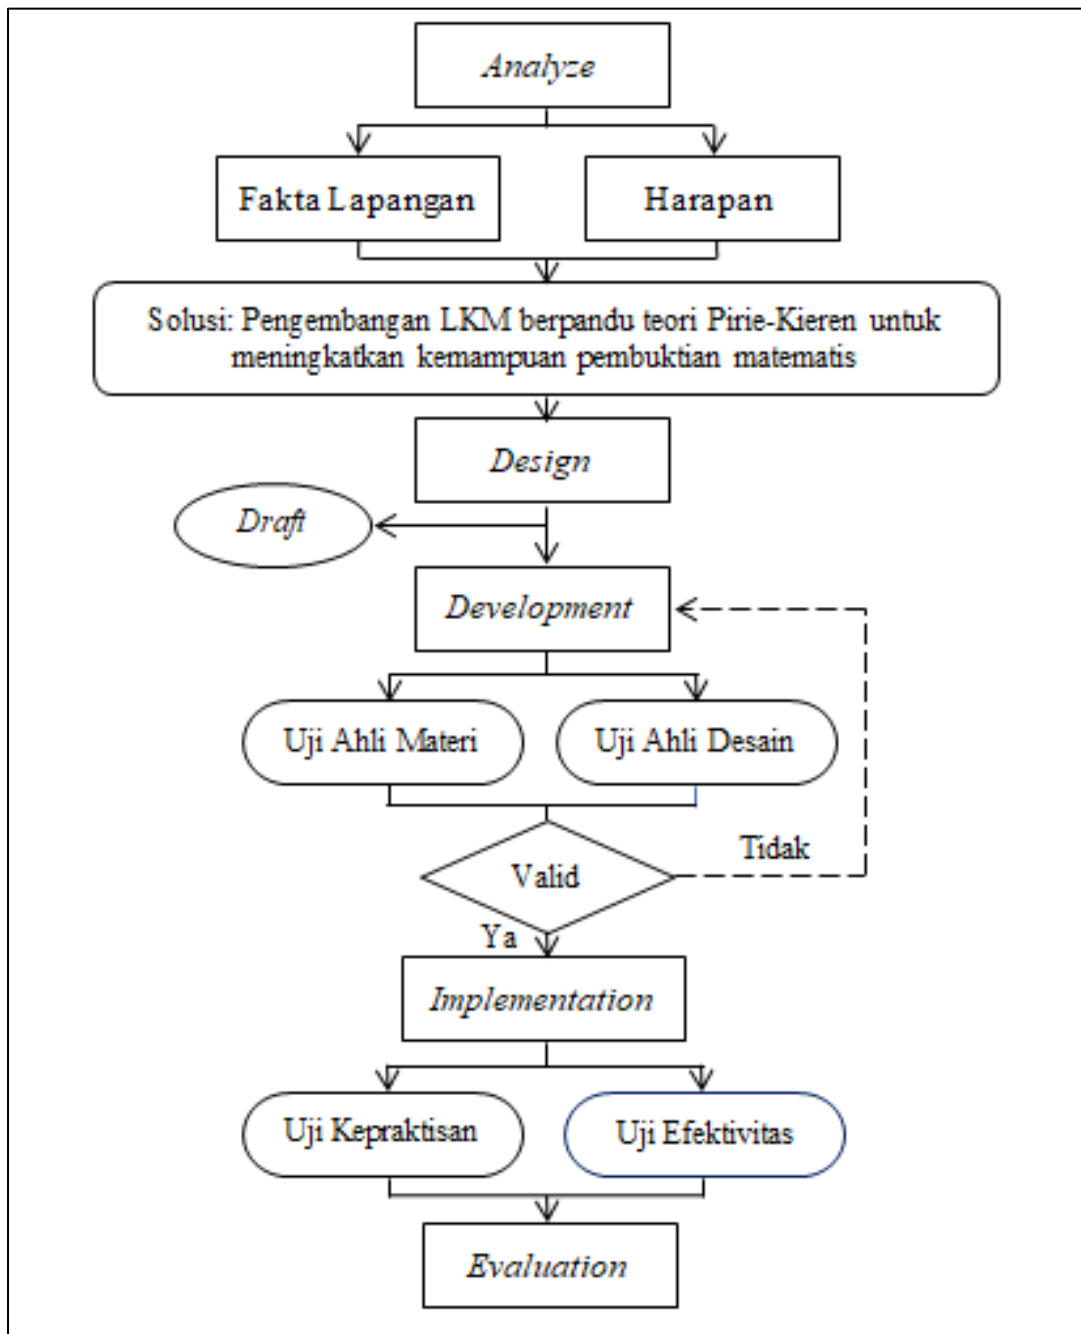 Analyze
Fakta Lapangan
Harapan
Solusi: Pengembangan LKM berpandu teori Pirie-Kieren untuk
meningkatkan kemampuan pembuktian matematis
Design
Draft
Development
Uji Ahli Materi
Uji Ahli Desain
Valid
Tidak
Ya
Implementation
Uji Kepraktisan
Uji Efektivitas
Evaluation